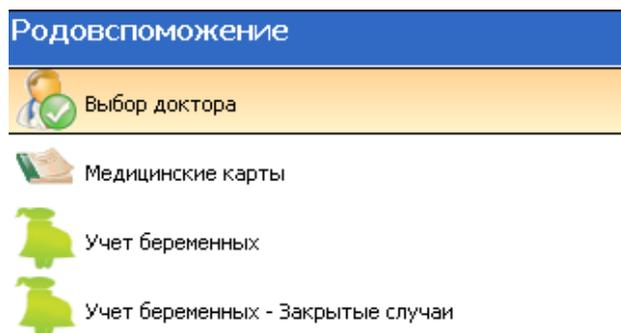 Родовспоможение
Выбор доктора
Медицинские карты
Учет беременных
Учет беременных - Закрытые случаи